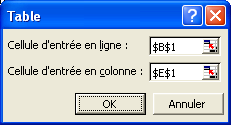 Table
Cellule d'entrée en ligne : $B$1
Cellule d'entrée en colonne : $E$1
OK Annuler